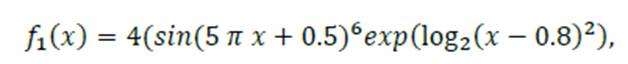 f₁(x) = 4(sin(5 π x + 0.5)⁶exp(log₂(x − 0.8)²),